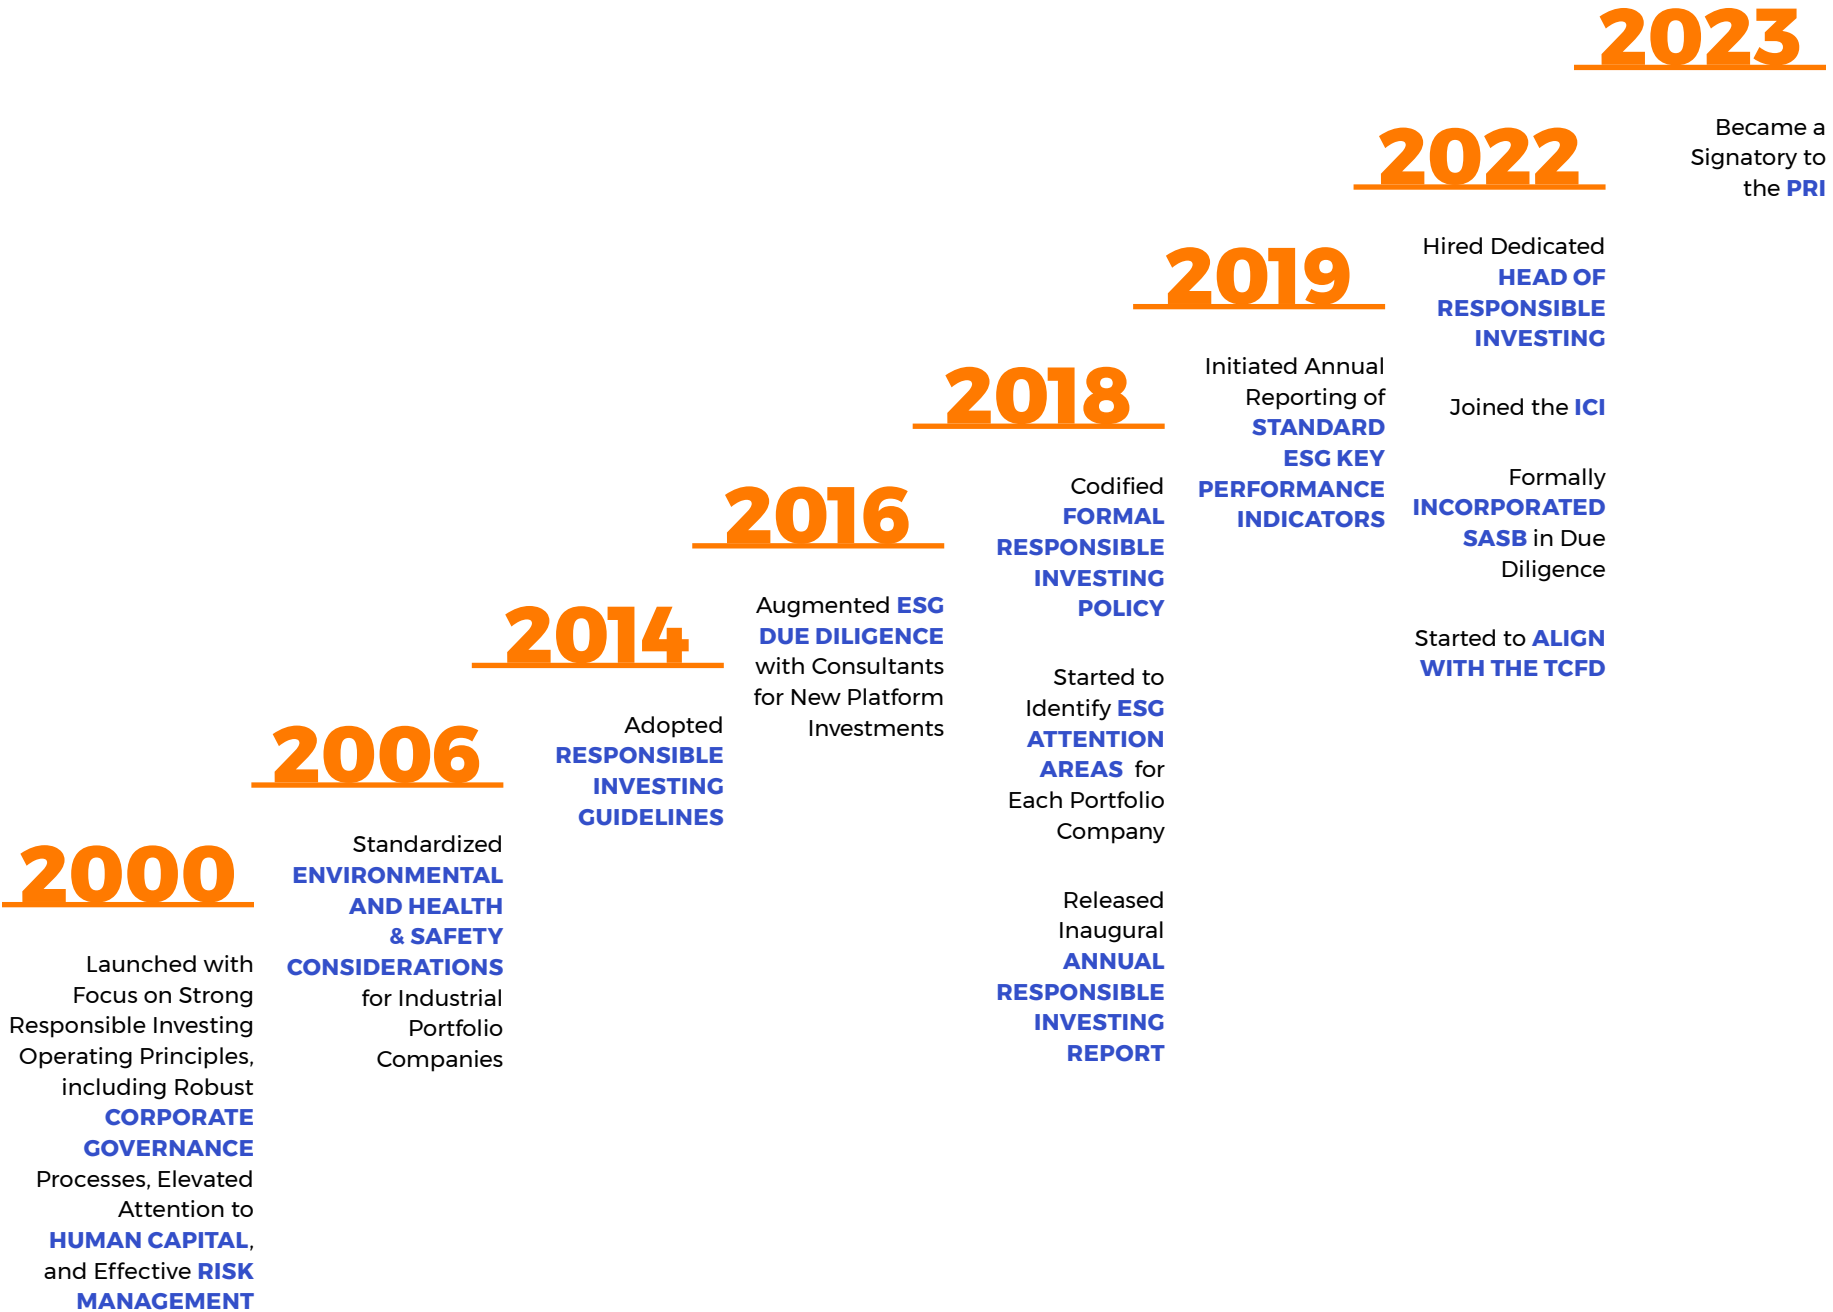 2000
Launched with
Focus on Strong
Responsible Investing
Operating Principles,
including Robust
CORPORATE
GOVERNANCE
Processes, Elevated
Attention to
HUMAN CAPITAL,
and Effective RISK
MANAGEMENT
2006
Standardized
ENVIRONMENTAL
AND HEALTH
& SAFETY
CONSIDERATIONS
for Industrial
Portfolio
Companies
2014
Adopted
RESPONSIBLE
INVESTING
GUIDELINES
2016
Augmented ESG
DUE DILIGENCE
with Consultants
for New Platform
Investments
2018
Codified
FORMAL
RESPONSIBLE
INVESTING
POLICY
Started to
Identify ESG
ATTENTION
AREAS for
Each Portfolio
Company
Released
Inaugural
ANNUAL
RESPONSIBLE
INVESTING
REPORT
2019
Initiated Annual
Reporting of
STANDARD
ESG KEY
PERFORMANCE
INDICATORS
2022
Hired Dedicated
HEAD OF
RESPONSIBLE
INVESTING
Joined the ICI
Formally
INCORPORATED
SASB in Due
Diligence
Started to ALIGN
WITH THE TCFD
2023
Became a
Signatory to
the PRI